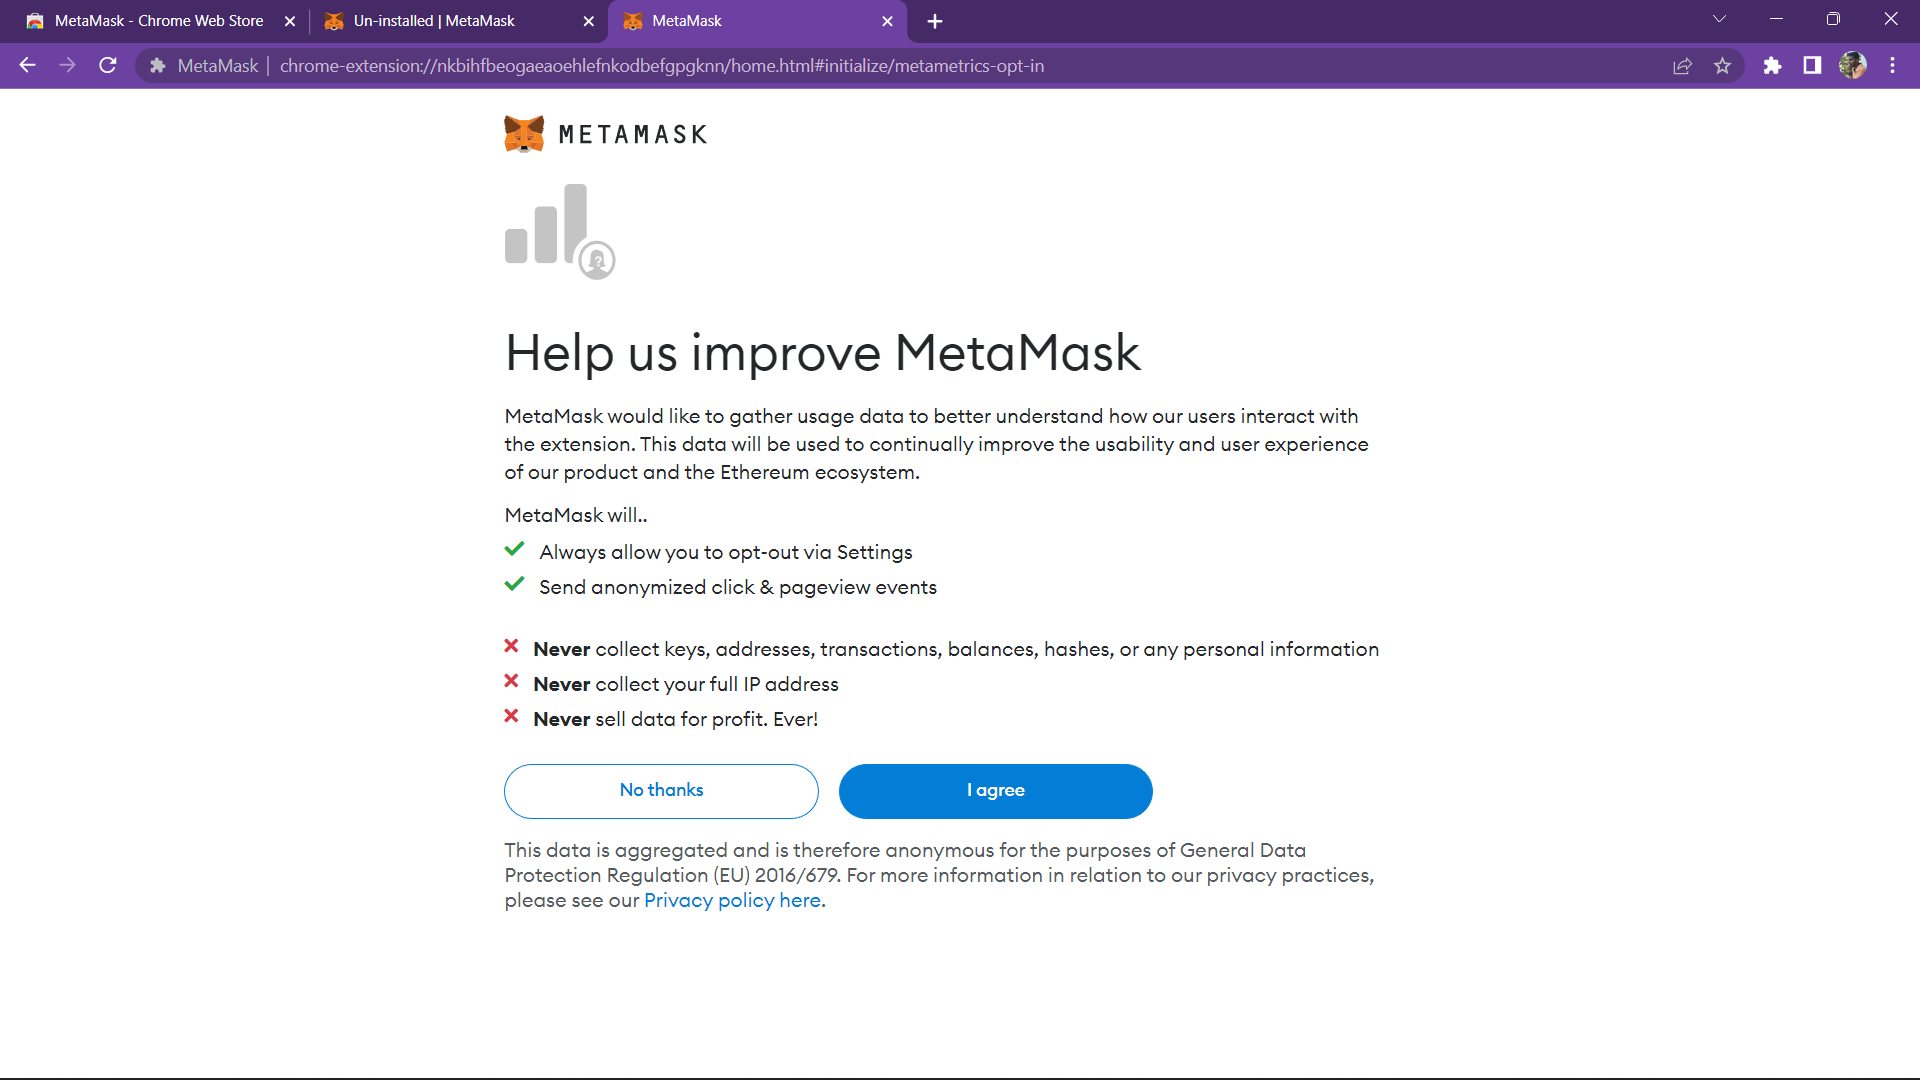 MetaMask - Chrome Web Store
Un-installed | MetaMask
MetaMask
MetaMask | chrome-extension://nkbihfbeogaeaoehlefnkodbefgpgknn/home.html#initialize/metametrics-opt-in
METAMASK
?
Help us improve MetaMask
MetaMask would like to gather usage data to better understand how our users interact with
the extension. This data will be used to continually improve the usability and user experience
of our product and the Ethereum ecosystem.
MetaMask will..
Always allow you to opt-out via Settings
Send anonymized click & pageview events
Never collect keys, addresses, transactions, balances, hashes, or any personal information
Never collect your full IP address
Never sell data for profit. Ever!
No thanks
I agree
This data is aggregated and is therefore anonymous for the purposes of General Data
Protection Regulation (EU) 2016/679. For more information in relation to our privacy practices,
please see our Privacy policy here.